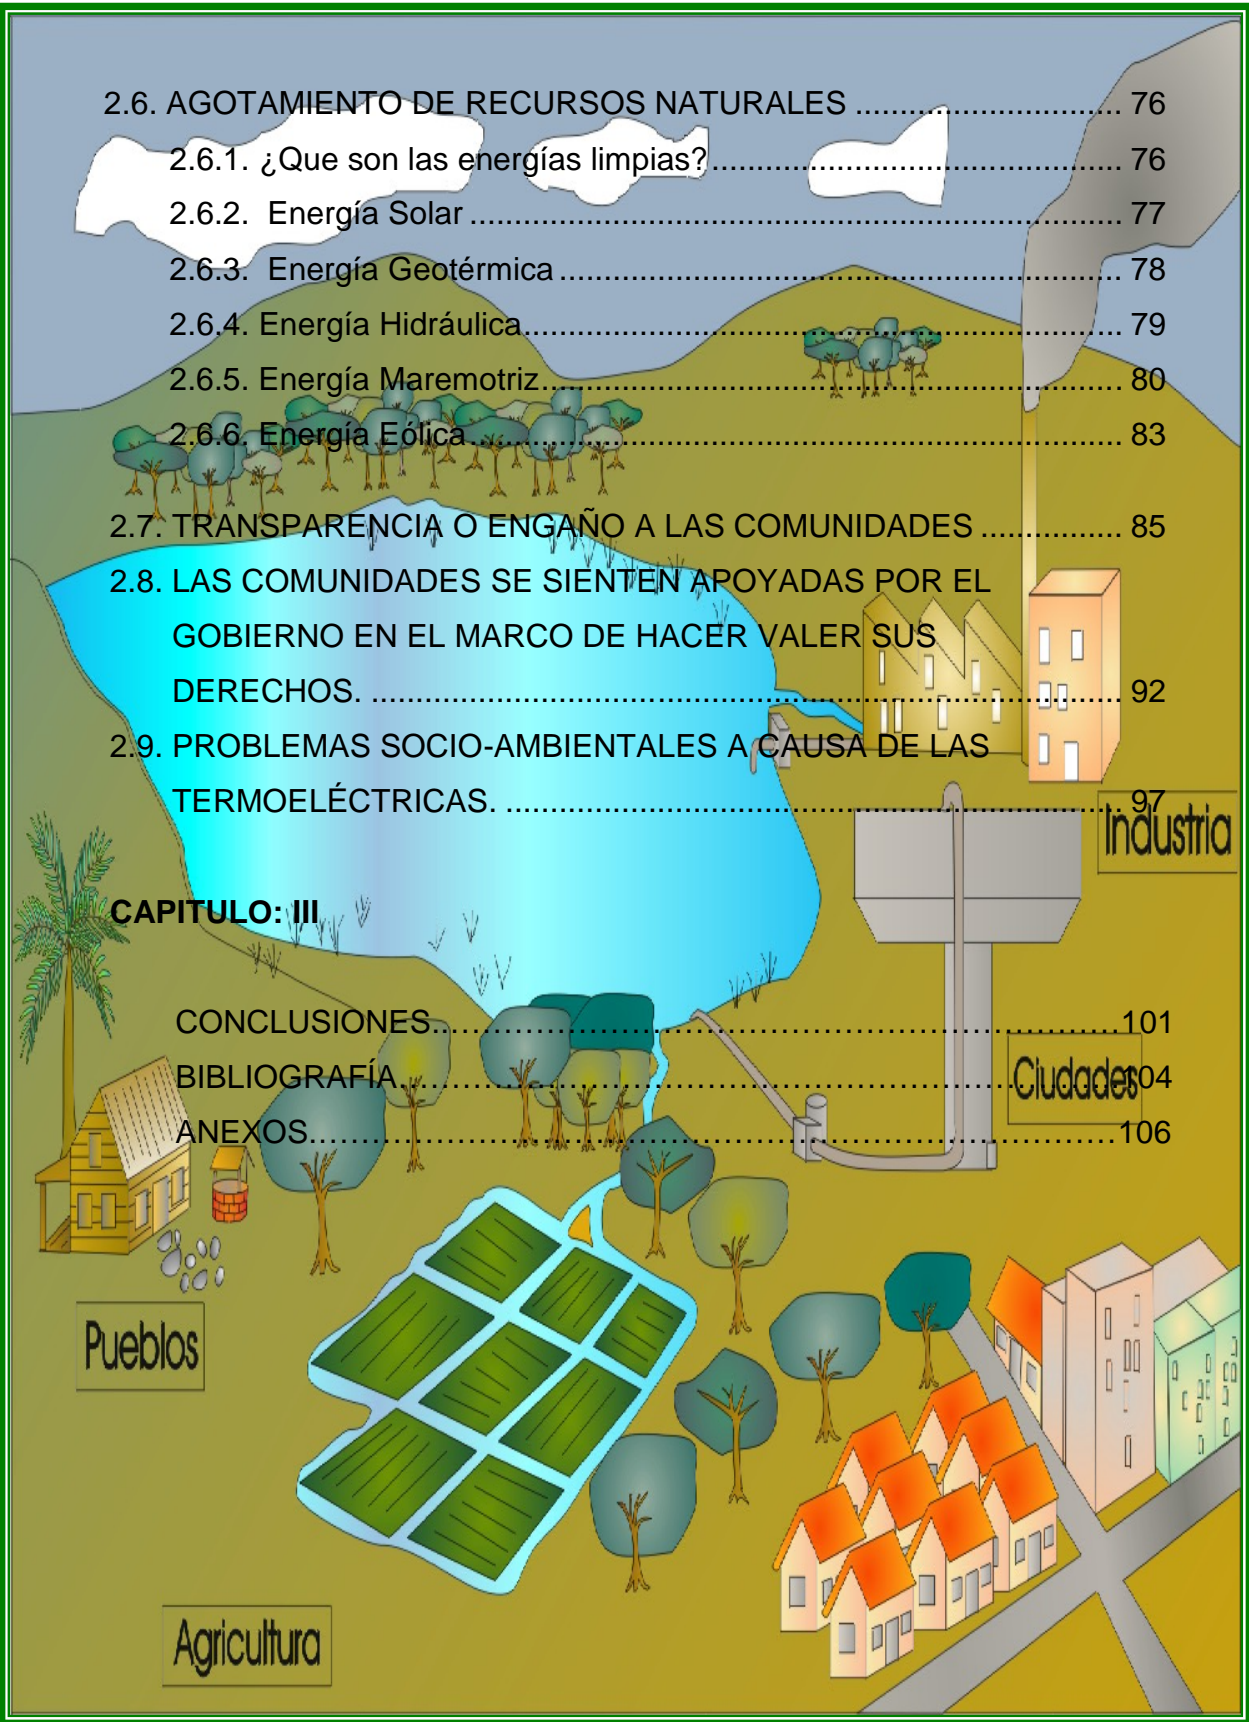 2.6. AGOTAMIENTO DE RECURSOS NATURALES .............................. 76
2.6.1. ¿Que son las energías limpias? ................................................ 76
2.6.2.  Energía Solar ............................................................................ 77
2.6.3.  Energía Geotérmica ................................................................. 78
2.6.4. Energía Hidráulica ..................................................................... 79
2.6.5. Energía Maremotriz ................................................................... 80
2.6.6. Energía Eólica ........................................................................... 83
2.7. TRANSPARENCIA O ENGAÑO A LAS COMUNIDADES ................ 85
2.8. LAS COMUNIDADES SE SIENTEN APOYADAS POR EL
GOBIERNO EN EL MARCO DE HACER VALER SUS
DERECHOS. ..................................................................................... 92
2.9. PROBLEMAS SOCIO-AMBIENTALES A CAUSA DE LAS
TERMOELÉCTRICAS. ...................................................................... 97
Industria
CAPITULO: III
CONCLUSIONES……………………………………………………………101
BIBLIOGRAFÍA………………………………………………………………104
Ciudades
ANEXOS………………………………………………………………………106
Pueblos
Agricultura